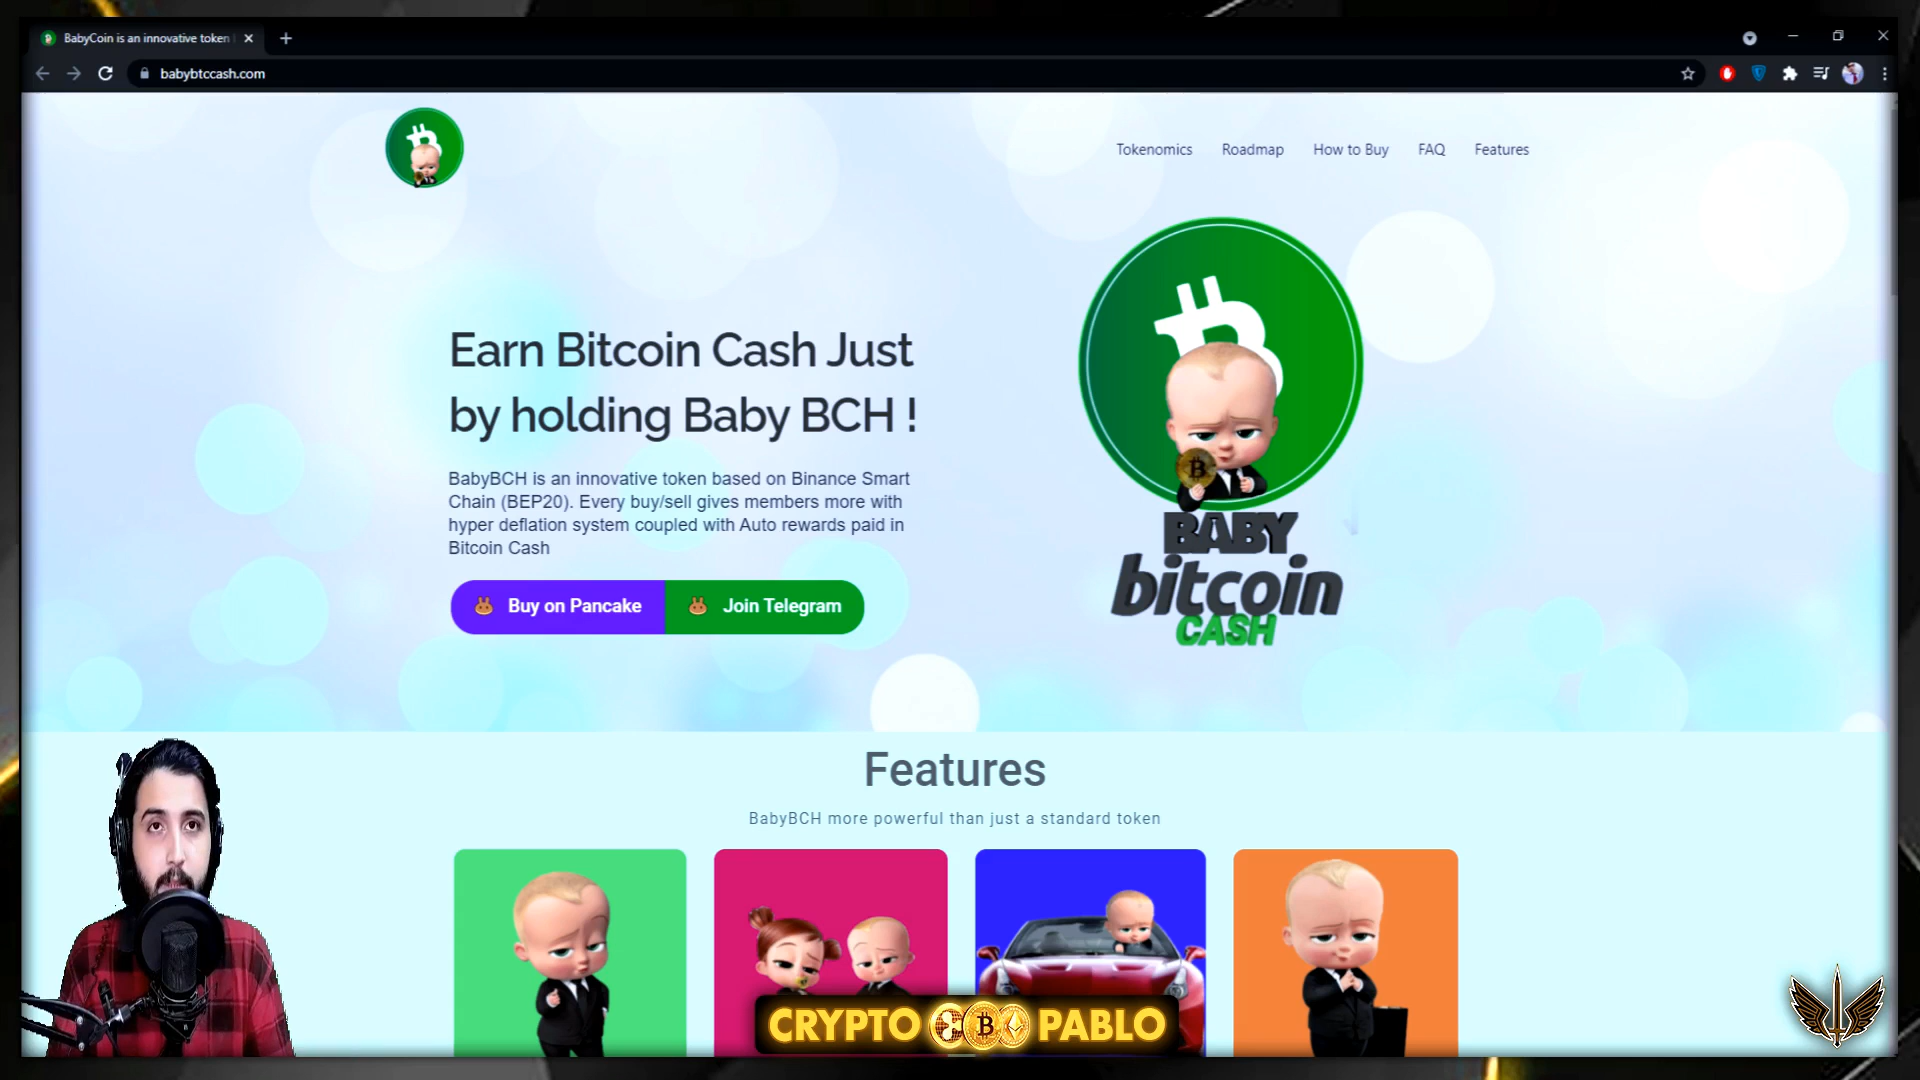 BabyCoin is an innovative token
babybtccash.com
Tokenomics Roadmap How to Buy FAQ Features
Earn Bitcoin Cash Just
by holding Baby BCH !
BabyBCH is an innovative token based on Binance Smart
Chain (BEP20). Every buy/sell gives members more with
hyper deflation system coupled with Auto rewards paid in
Bitcoin Cash
Buy on Pancake Join Telegram
BABY
bitcoin
CASH
Features
BabyBCH more powerful than just a standard token
CRYPTO PABLO